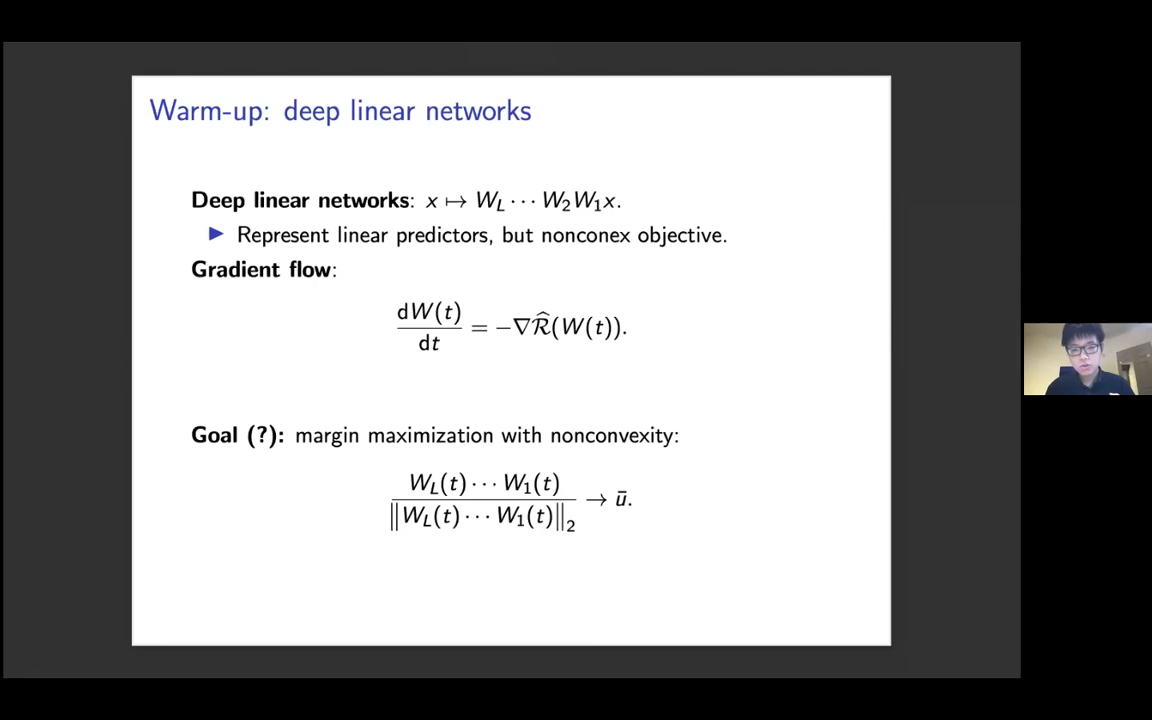 Warm-up: deep linear networks
Deep linear networks: x ↦ W_L ⋯ W_2 W_1 x.
▶ Represent linear predictors, but nonconex objective.
Gradient flow:
dW(t)/dt = −∇R̂(W(t)).
Goal (?): margin maximization with nonconvexity:
W_L(t) ⋯ W_1(t) / ‖W_L(t) ⋯ W_1(t)‖_2 → ū.